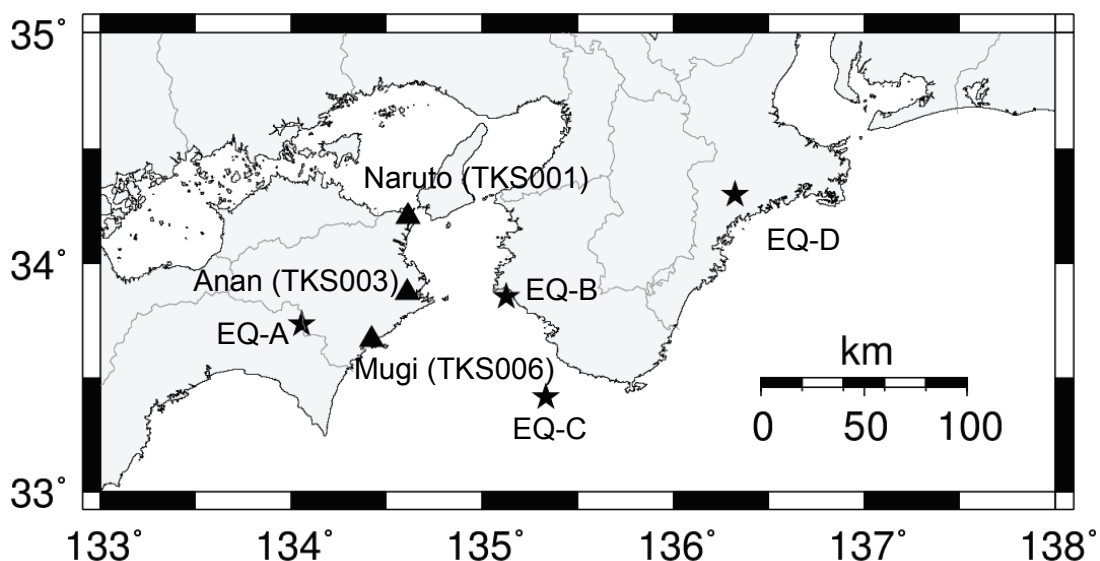 35°
Naruto (TKS001)
EQ-D
34°
Anan (TKS003)
EQ-B
EQ-A
Mugi (TKS006)
km
EQ-C
0 50 100
33°
133° 134° 135° 136° 137° 138°